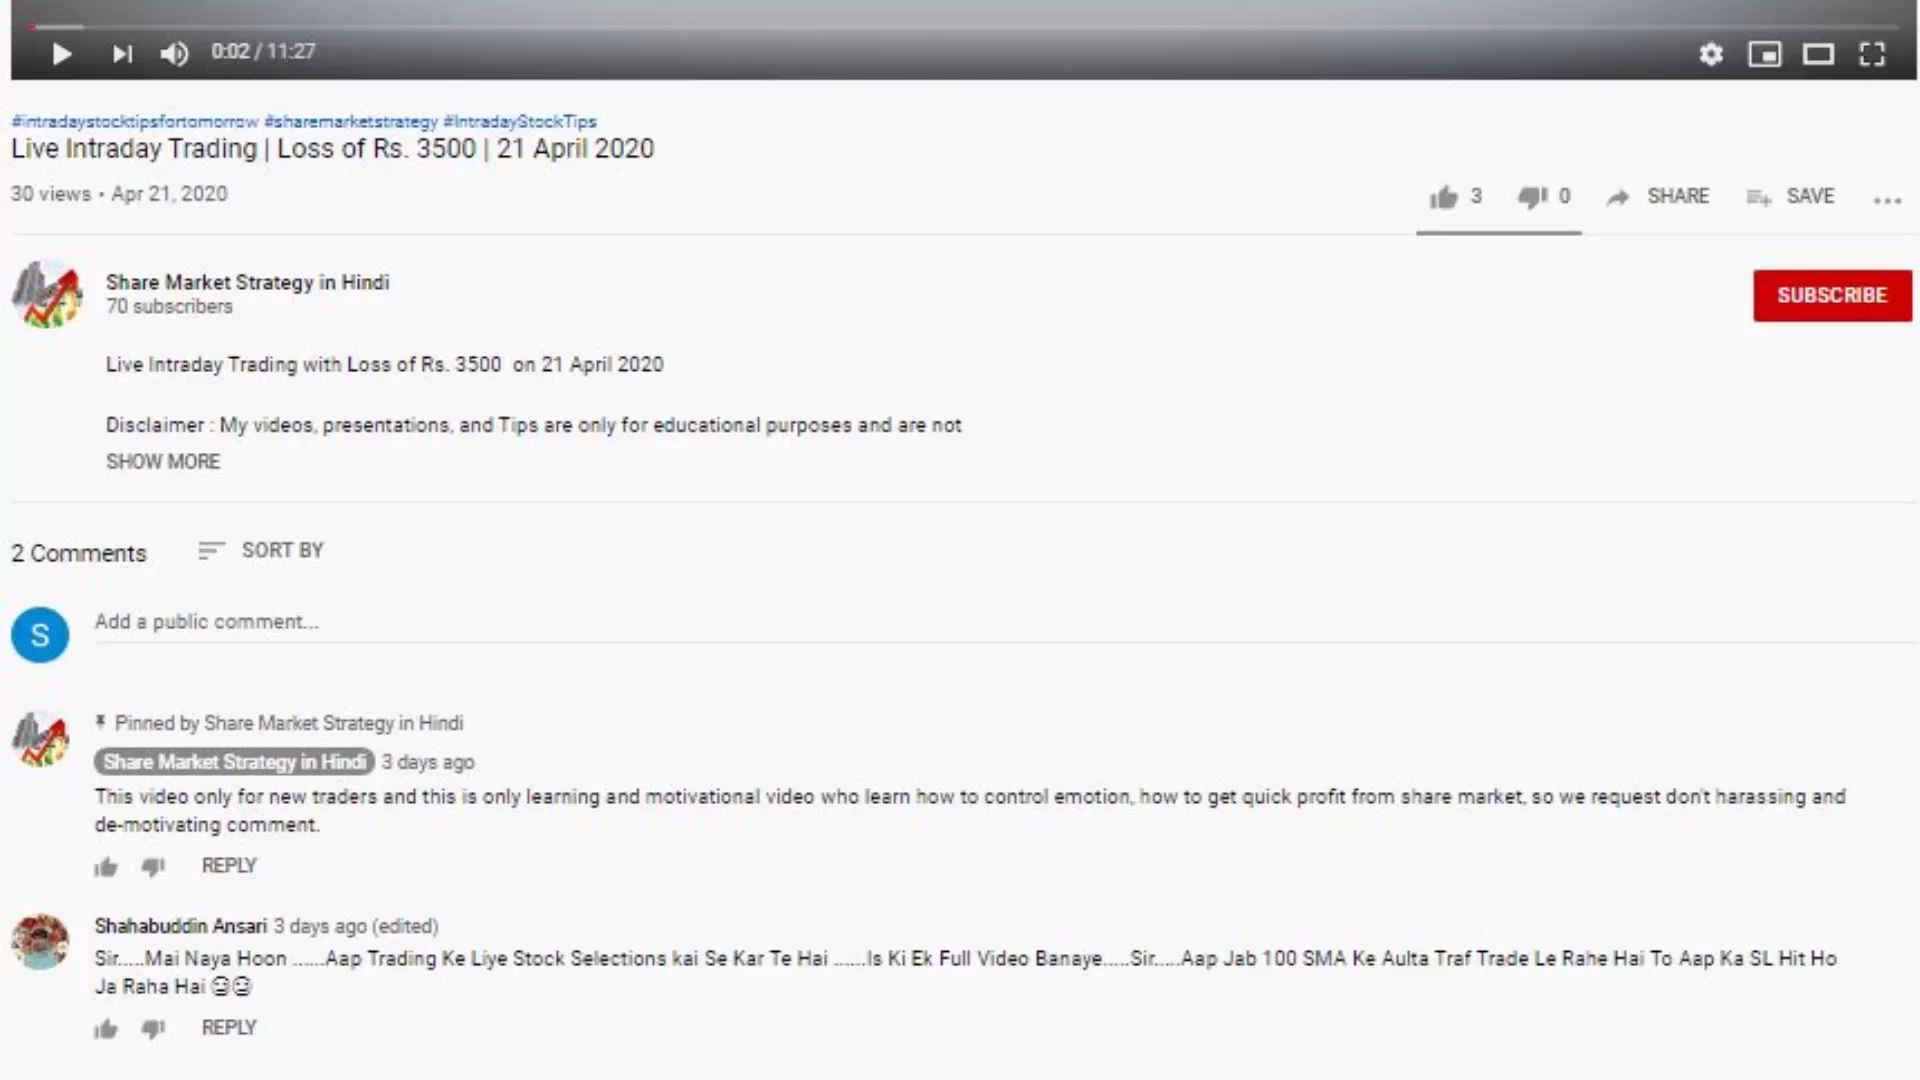 0:02 / 11:27
#intradaystocktipsfortomorrow #sharemarketstrategy #IntradayStockTips
Live Intraday Trading | Loss of Rs. 3500 | 21 April 2020
30 views • Apr 21, 2020
3 0 SHARE SAVE ...
Share Market Strategy in Hindi
70 subscribers
SUBSCRIBE
Live Intraday Trading with Loss of Rs. 3500 on 21 April 2020
Disclaimer : My videos, presentations, and Tips are only for educational purposes and are not
SHOW MORE
2 Comments SORT BY
S
Add a public comment...
Pinned by Share Market Strategy in Hindi
Share Market Strategy in Hindi 3 days ago
This video only for new traders and this is only learning and motivational video who learn how to control emotion, how to get quick profit from share market, so we request don't harassing and
de-motivating comment.
REPLY
Shahabuddin Ansari 3 days ago (edited)
Sir.....Mai Naya Hoon ......Aap Trading Ke Liye Stock Selections kai Se Kar Te Hai ......Is Ki Ek Full Video Banaye.....Sir.....Aap Jab 100 SMA Ke Aulta Traf Trade Le Rahe Hai To Aap Ka SL Hit Ho
Ja Raha Hai
REPLY